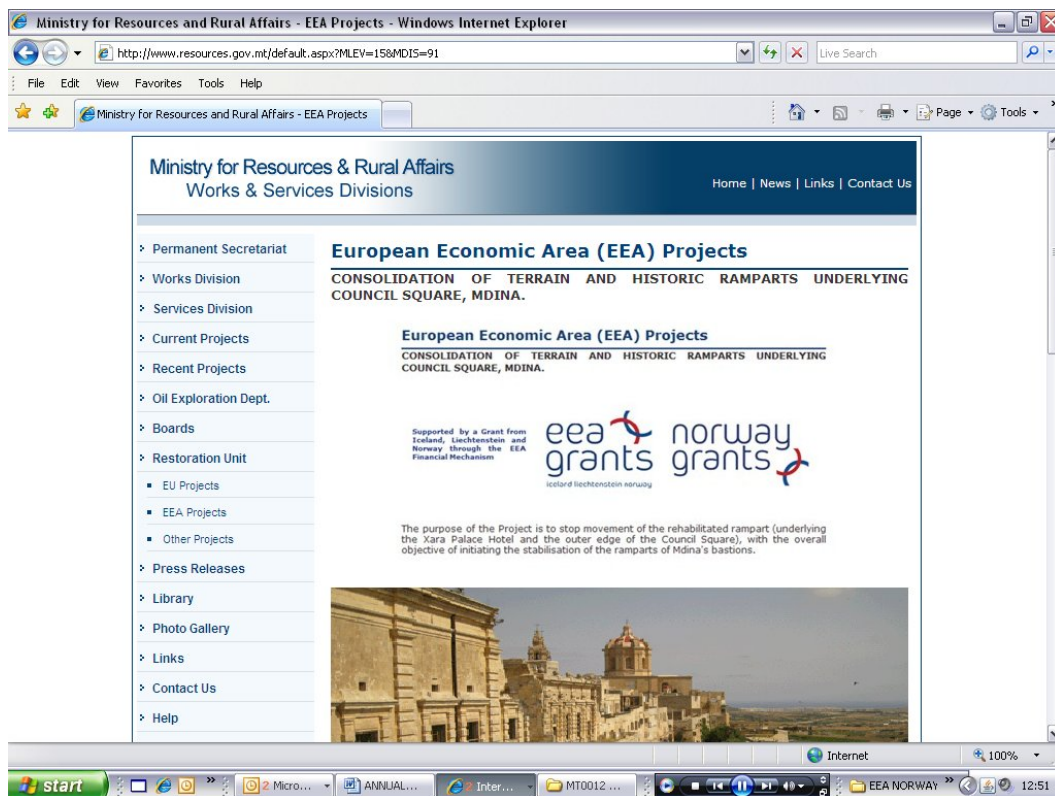 Ministry for Resources and Rural Affairs - EEA Projects - Windows Internet Explorer
http://www.resources.gov.mt/default.aspx?MLEV=15&MDIS=91
Live Search
File Edit View Favorites Tools Help
Ministry for Resources and Rural Affairs - EEA Projects
Page
Tools
Ministry for Resources & Rural Affairs
Works & Services Divisions
Home | News | Links | Contact Us
Permanent Secretariat
Works Division
Services Division
Current Projects
Recent Projects
Oil Exploration Dept.
Boards
Restoration Unit
EU Projects
EEA Projects
Other Projects
Press Releases
Library
Photo Gallery
Links
Contact Us
Help
European Economic Area (EEA) Projects
CONSOLIDATION OF TERRAIN AND HISTORIC RAMPARTS UNDERLYING
COUNCIL SQUARE, MDINA.
European Economic Area (EEA) Projects
CONSOLIDATION OF TERRAIN AND HISTORIC RAMPARTS UNDERLYING
COUNCIL SQUARE, MDINA.
Supported by a Grant from
Iceland, Liechtenstein and
Norway through the EEA
Financial Mechanism
eea
grants
iceland liechtenstein norway
norway
grants
The purpose of the Project is to stop movement of the rehabilitated rampart (underlying
the Xara Palace Hotel and the outer edge of the Council Square), with the overall
objective of initiating the stabilisation of the ramparts of Mdina's bastions.
Internet
100%
start
2 Micro...
ANNUAL...
2 Inter...
MT0012 ...
EEA NORWAY
12:51